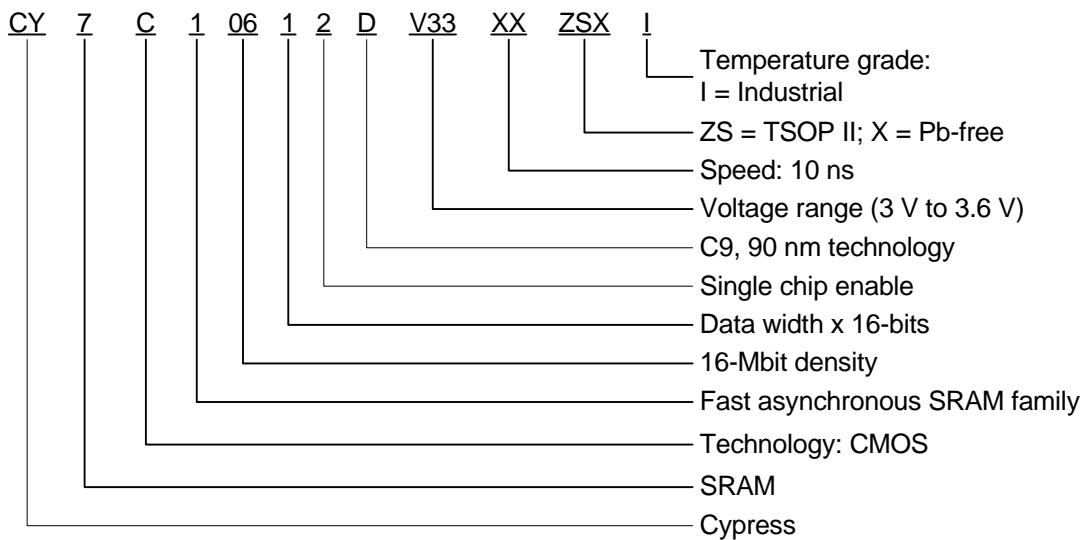 CY 7 C 1 06 1 2 D V33 XX ZSX I
Temperature grade:
I = Industrial
ZS = TSOP II; X = Pb-free
Speed: 10 ns
Voltage range (3 V to 3.6 V)
C9, 90 nm technology
Single chip enable
Data width x 16-bits
16-Mbit density
Fast asynchronous SRAM family
Technology: CMOS
SRAM
Cypress